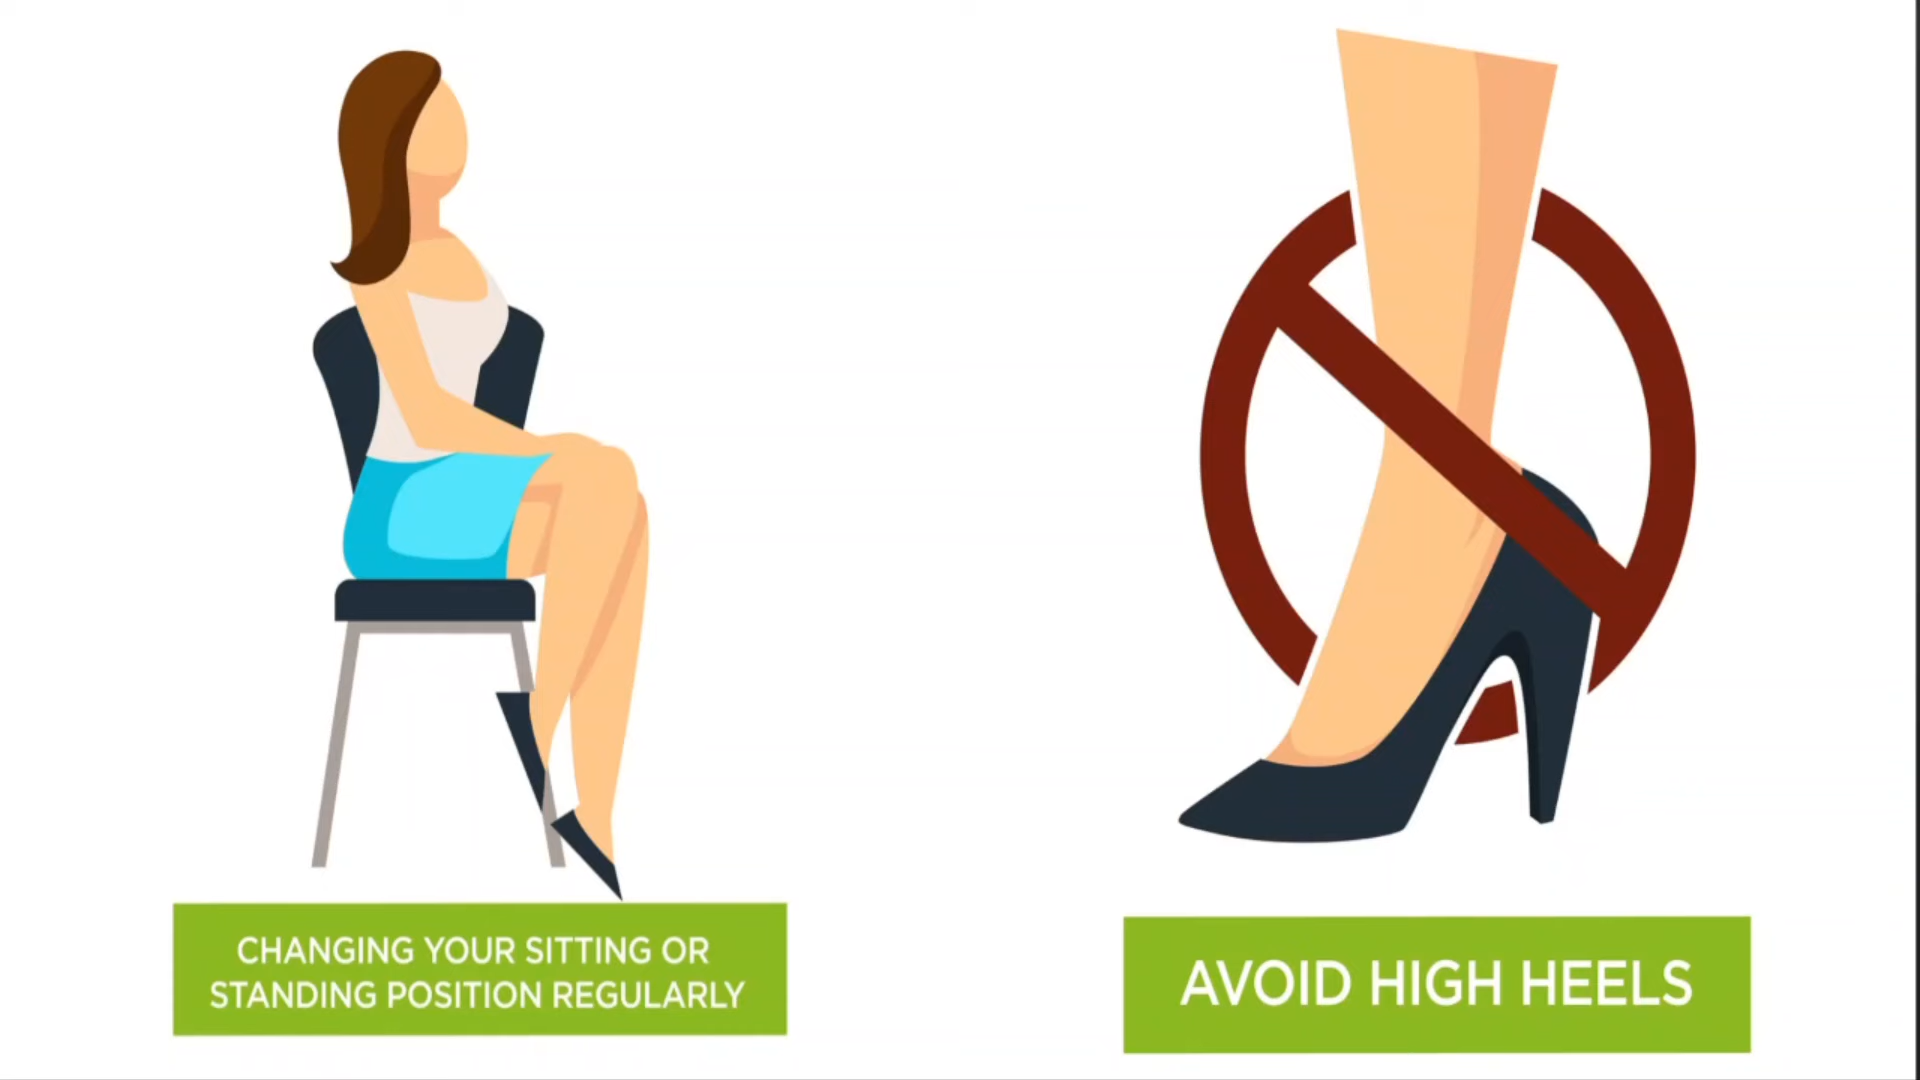 CHANGING YOUR SITTING OR
STANDING POSITION REGULARLY
AVOID HIGH HEELS